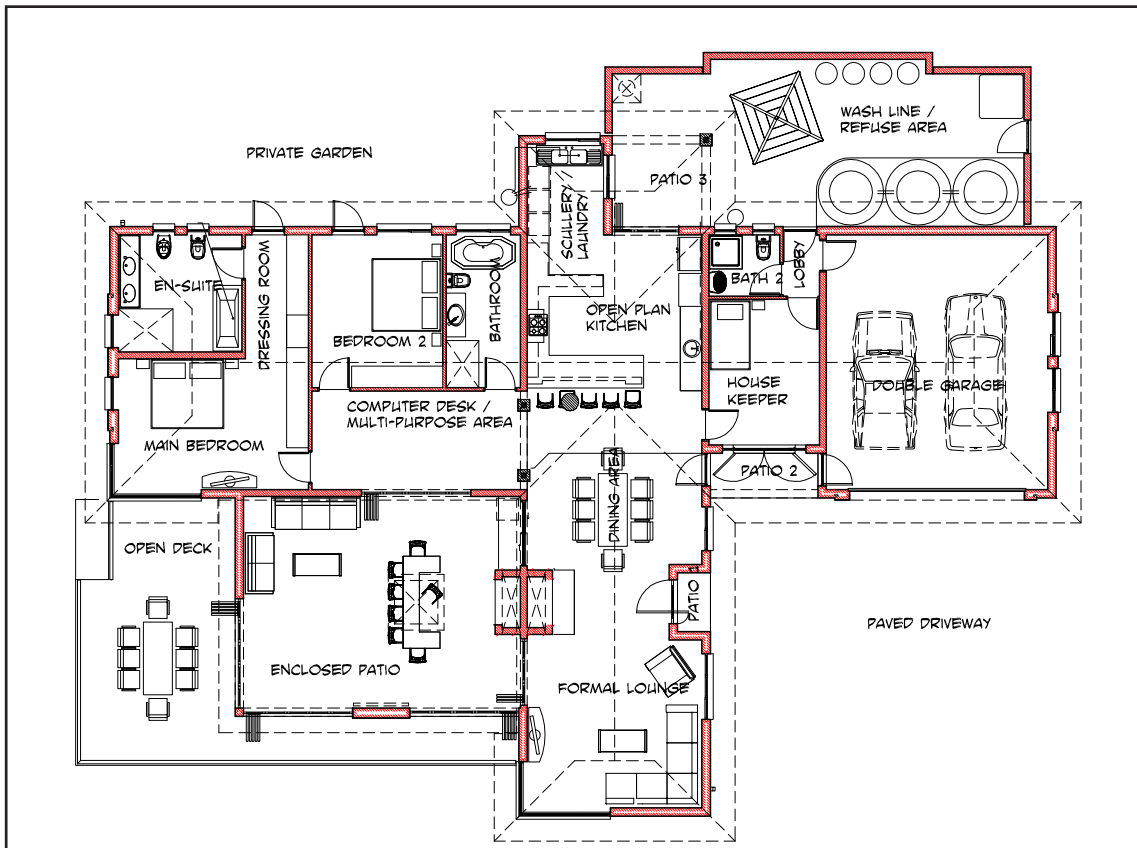 WASH LINE /
REFUSE AREA
PRIVATE GARDEN
PATIO 3
SCULLERY /
LAUNDRY
EN-SUITE
DRESSING ROOM
BEDROOM 2
BATHROOM
OPEN PLAN
KITCHEN
BATH 2
LOBBY
HOUSE
KEEPER
DOUBLE GARAGE
COMPUTER DESK /
MULTI-PURPOSE AREA
MAIN BEDROOM
PATIO 2
DINING AREA
OPEN DECK
PATIO 1
PAVED DRIVEWAY
ENCLOSED PATIO
FORMAL LOUNGE